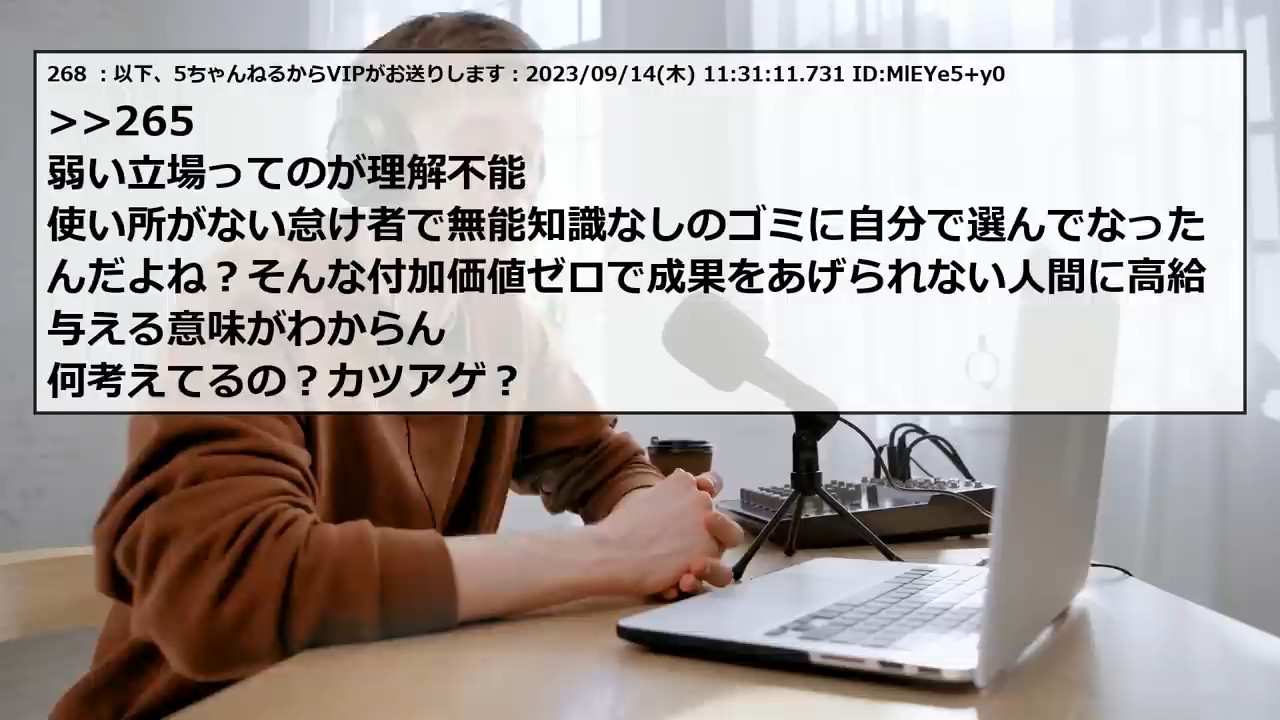 268 ：以下、5ちゃんねるからVIPがお送りします：2023/09/14(木) 11:31:11.731 ID:MlEYe5+y0
>>265
弱い立場ってのが理解不能
使い所がない怠け者で無能知識なしのゴミに自分で選んでなった
んだよね？そんな付加価値ゼロで成果をあげられない人間に高給
与える意味がわからん
何考えてるの？カツアゲ？